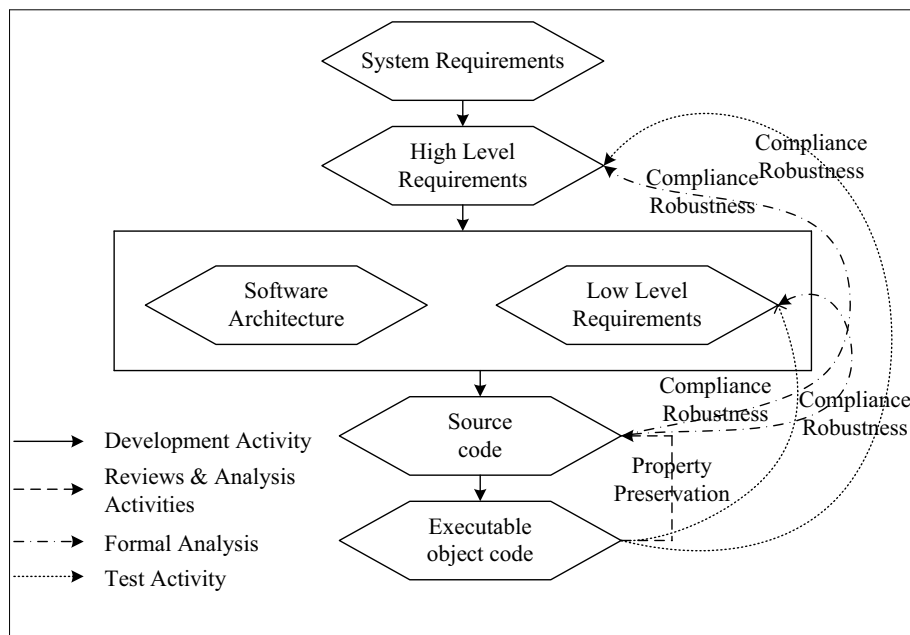 System Requirements
High Level
Requirements
Compliance
Robustness
Compliance
Robustness
Software
Architecture
Low Level
Requirements
Compliance
Robustness
Compliance
Robustness
Source
code
Property
Preservation
Executable
object code
Development Activity
Reviews & Analysis
Activities
Formal Analysis
Test Activity